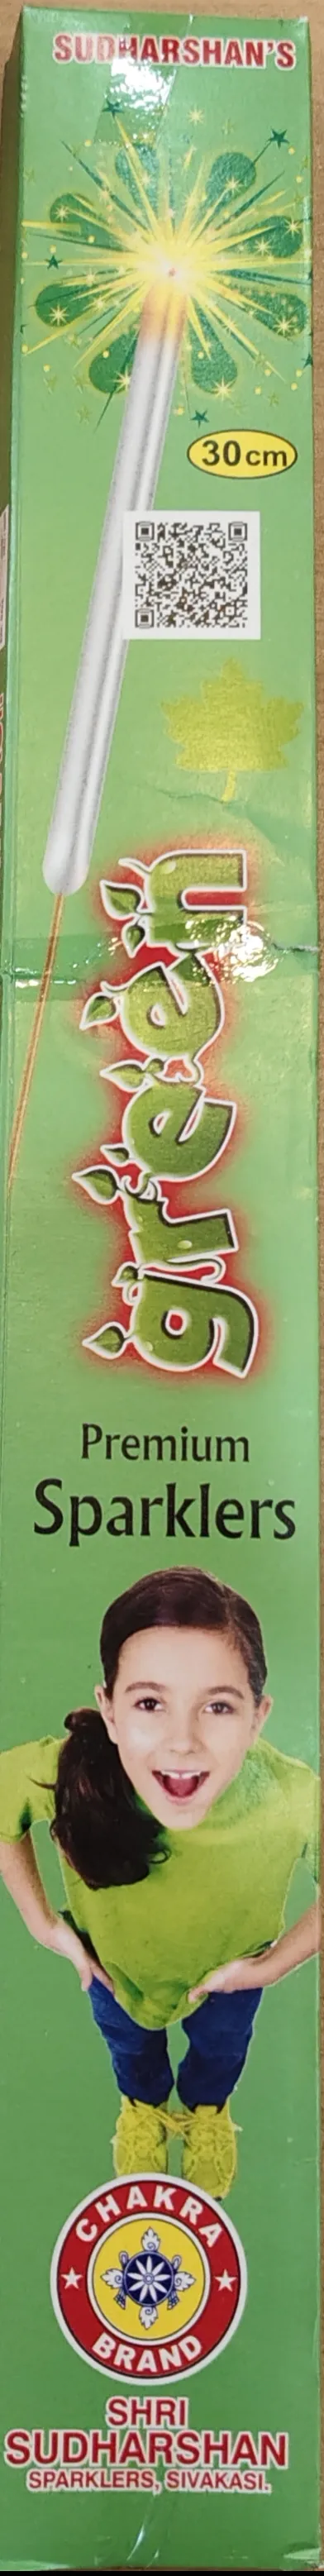 SUDHARSHAN'S
30cm
green
Premium
Sparklers
CHAKRA
BRAND
SHRI
SUDHARSHAN
SPARKLERS, SIVAKASI.